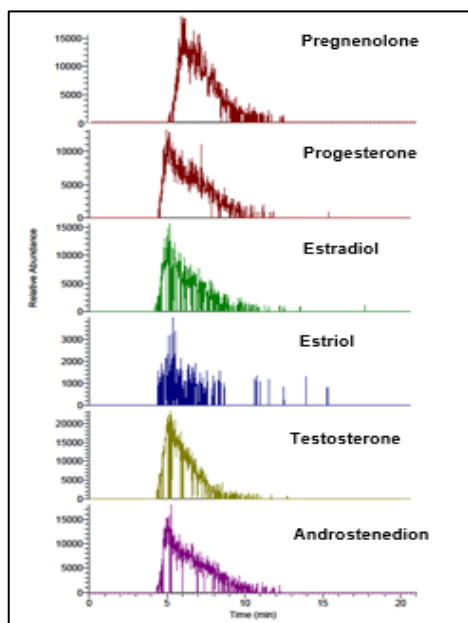 Pregnenolone
15000
10000
5000
0
Progesterone
10000
5000
0
Relative Abundance
Estradiol
15000
10000
5000
0
Estriol
3000
2000
1000
0
Testosterone
20000
15000
10000
5000
0
Androstenedion
15000
10000
5000
0
0 5 10 15 20
Time (min)